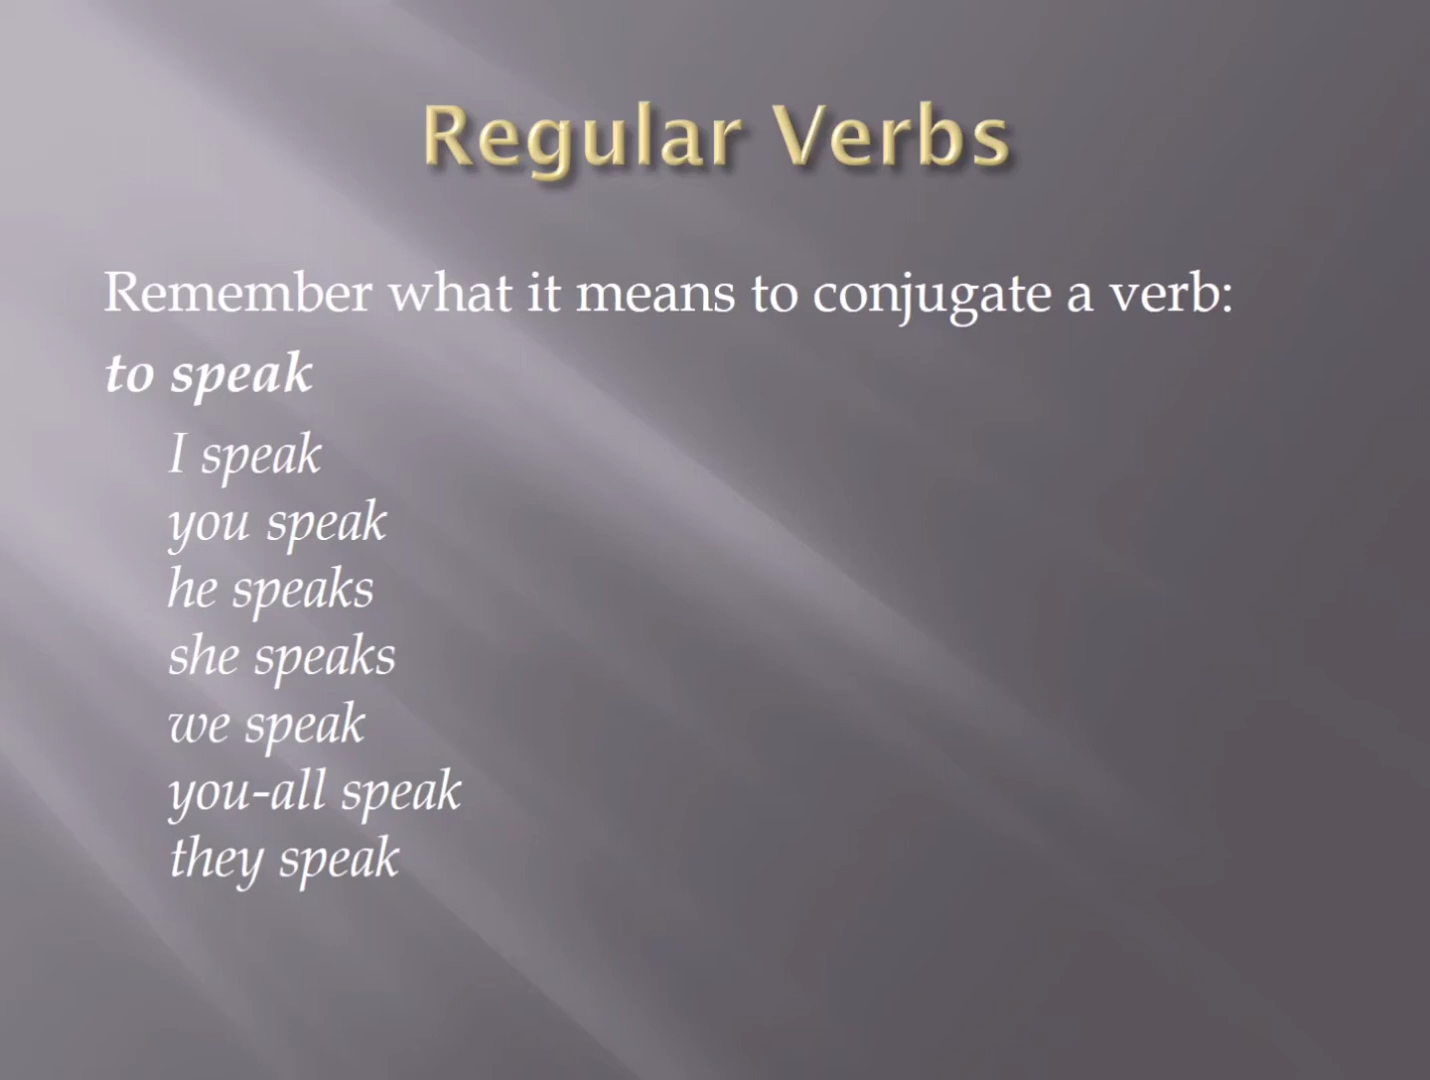 Regular Verbs
Remember what it means to conjugate a verb:
to speak
I speak
you speak
he speaks
she speaks
we speak
you-all speak
they speak